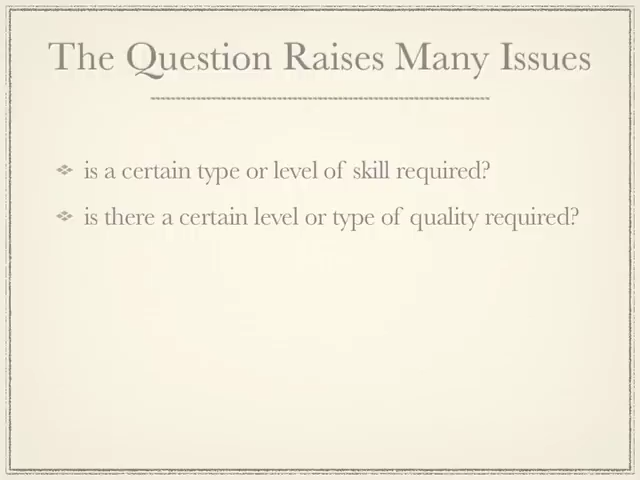 The Question Raises Many Issues
is a certain type or level of skill required?
is there a certain level or type of quality required?